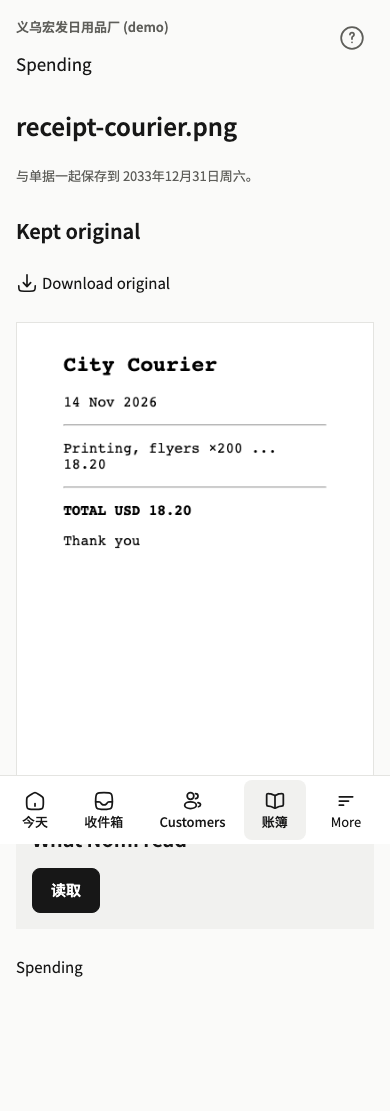 义乌宏发日用品厂 (demo)
Spending
receipt-courier.png
与单据一起保存到 2033年12月31日周六。
Kept original
Download original
City Courier
14 Nov 2026
Printing, flyers ×200 ...
18.20
TOTAL USD 18.20
Thank you
今天
收件箱
Customers
账簿
More
What Nomi read
读取
Spending